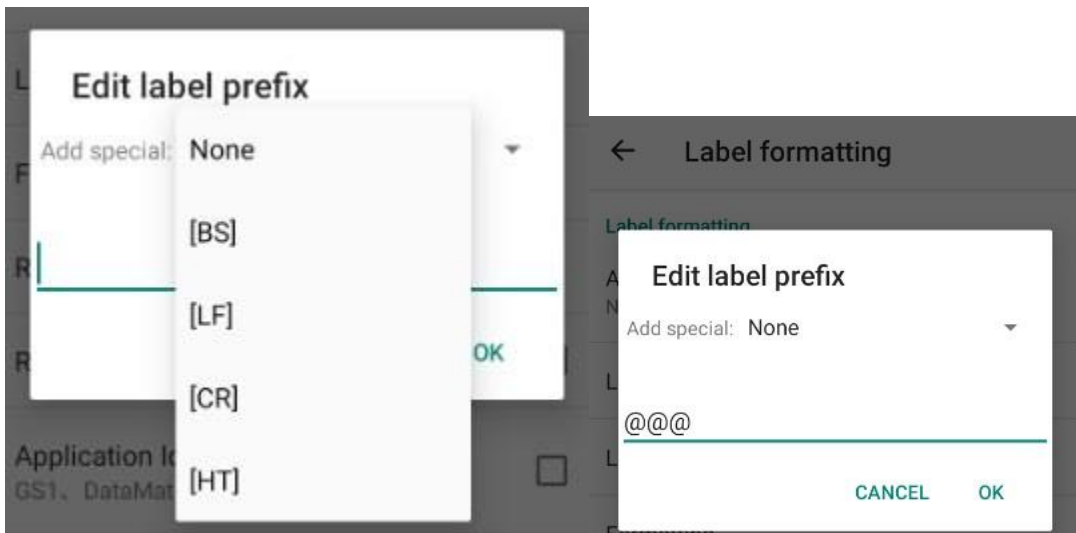 Edit label prefix
Add special: None
[BS]
[LF]
[CR]
[HT]
OK
Application
GS1、DataMat
Label formatting
Label formatting
Edit label prefix
Add special: None
@@@
CANCEL OK